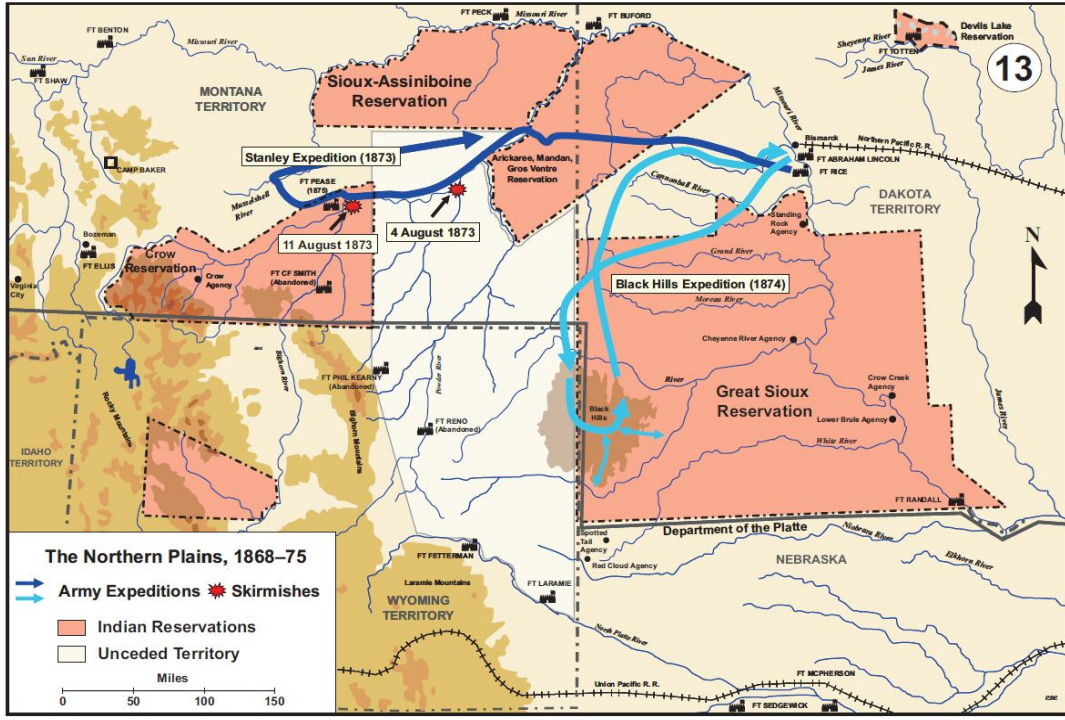 FT PECK
Missouri River
FT BUFORD
Devils Lake
Reservation
Sheyenne River
FT TOTTEN
James River
13
FT BENTON
Missouri River
Sun River
FT SHAW
MONTANA
TERRITORY
Sioux-Assiniboine
Reservation
Missouri River
Bismarck
Northern Pacific R. R.
FT ABRAHAM LINCOLN
FT RICE
Stanley Expedition (1873)
Arickaree, Mandan,
Gros Ventre
Reservation
CAMP BAKER
FT PEASE
(1875)
Musselshell
River
Cannonball River
DAKOTA
TERRITORY
Standing
Rock
Agency
11 August 1873
4 August 1873
Bozeman
FT ELLIS
Crow
Reservation
Crow
Agency
FT CF SMITH
(Abandoned)
Virginia
City
Grand River
Black Hills Expedition (1874)
Moreau River
N
Cheyenne River Agency
Bighorn River
FT PHIL KEARNY
(Abandoned)
Powder River
River
Great Sioux
Reservation
Crow Creek
Agency
Lower Brule Agency
White River
James River
Black
Hills
Rocky Mountains
Bighorn Mountains
FT RENO
(Abandoned)
IDAHO
TERRITORY
FT RANDALL
Department of the Platte
Niobrara River
Spotted
Tail
Agency
Red Cloud Agency
NEBRASKA
Elkhorn River
FT FETTERMAN
Laramie Mountains
FT LARAMIE
WYOMING
TERRITORY
North Platte River
Union Pacific R. R.
FT MCPHERSON
FT SEDGEWICK
The Northern Plains, 1868–75
Army Expeditions
Skirmishes
Indian Reservations
Unceded Territory
Miles
0 50 100 150